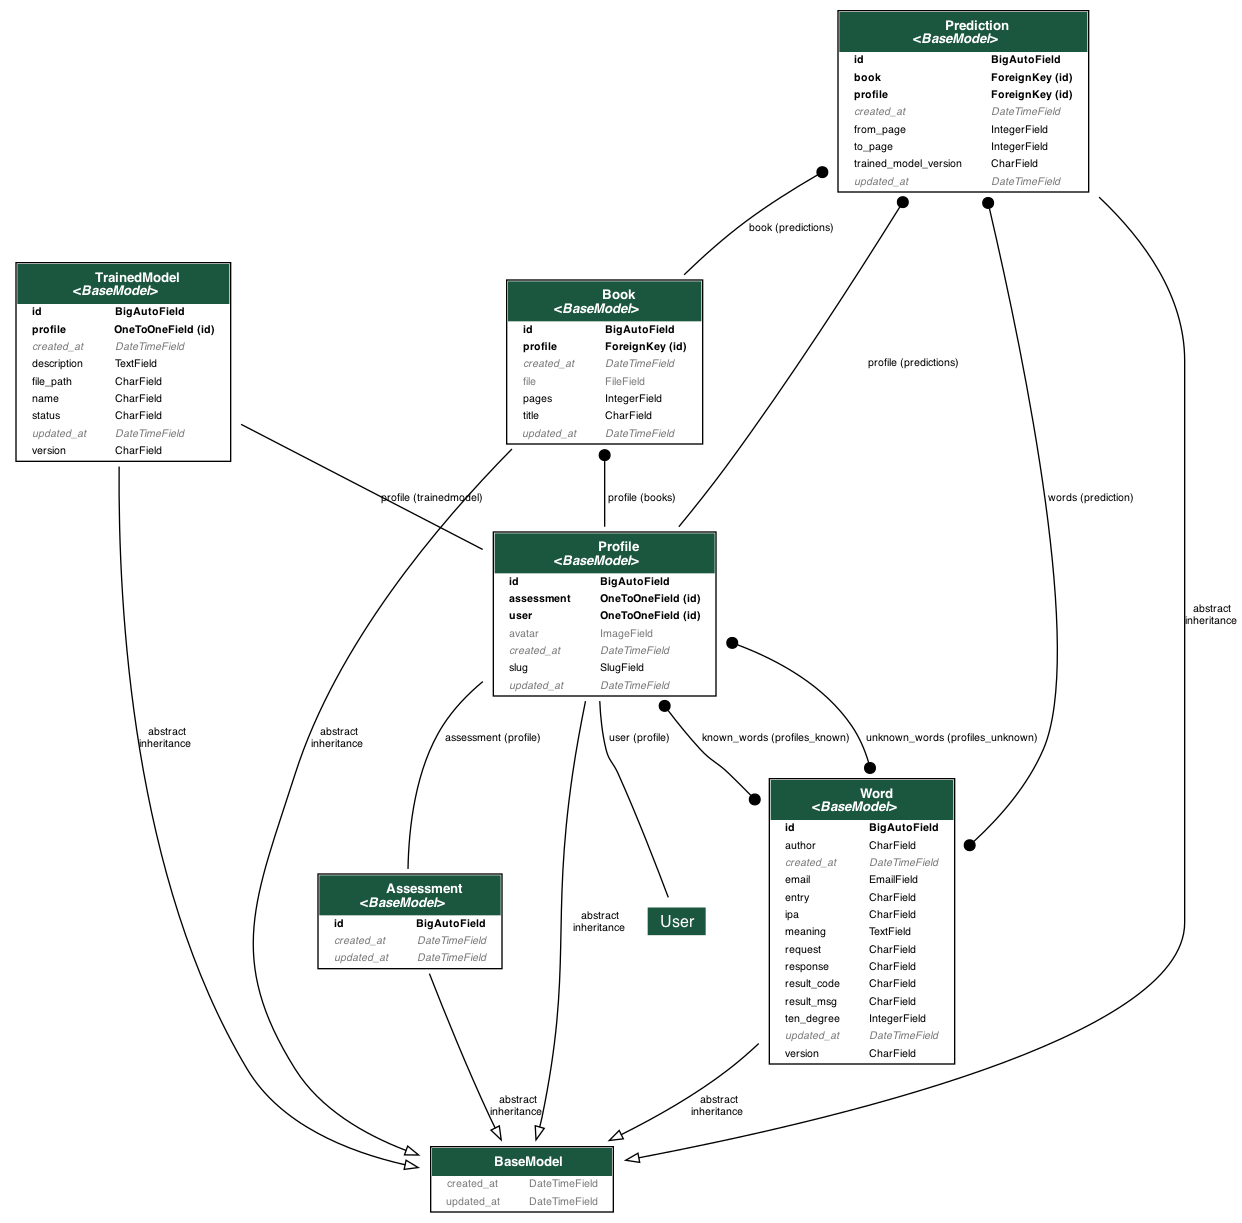 Prediction
<BaseModel>
id BigAutoField
book ForeignKey (id)
profile ForeignKey (id)
created_at DateTimeField
from_page IntegerField
to_page IntegerField
trained_model_version CharField
updated_at DateTimeField
book (predictions)
TrainedModel
<BaseModel>
id BigAutoField
profile OneToOneField (id)
created_at DateTimeField
description TextField
file_path CharField
name CharField
status CharField
updated_at DateTimeField
version CharField
Book
<BaseModel>
id BigAutoField
profile ForeignKey (id)
created_at DateTimeField
file FileField
pages IntegerField
title CharField
updated_at DateTimeField
profile (predictions)
profile (trainedmodel)
profile (books)
words (prediction)
Profile
<BaseModel>
id BigAutoField
assessment OneToOneField (id)
user OneToOneField (id)
avatar ImageField
created_at DateTimeField
slug SlugField
updated_at DateTimeField
abstract
inheritance
abstract
inheritance
abstract
inheritance
assessment (profile)
user (profile)
known_words (profiles_known)
unknown_words (profiles_unknown)
Word
<BaseModel>
id BigAutoField
author CharField
created_at DateTimeField
email EmailField
entry CharField
ipa CharField
meaning TextField
request CharField
response CharField
result_code CharField
result_msg CharField
ten_degree IntegerField
updated_at DateTimeField
version CharField
Assessment
<BaseModel>
id BigAutoField
created_at DateTimeField
updated_at DateTimeField
abstract
inheritance
User
abstract
inheritance
abstract
inheritance
BaseModel
created_at DateTimeField
updated_at DateTimeField